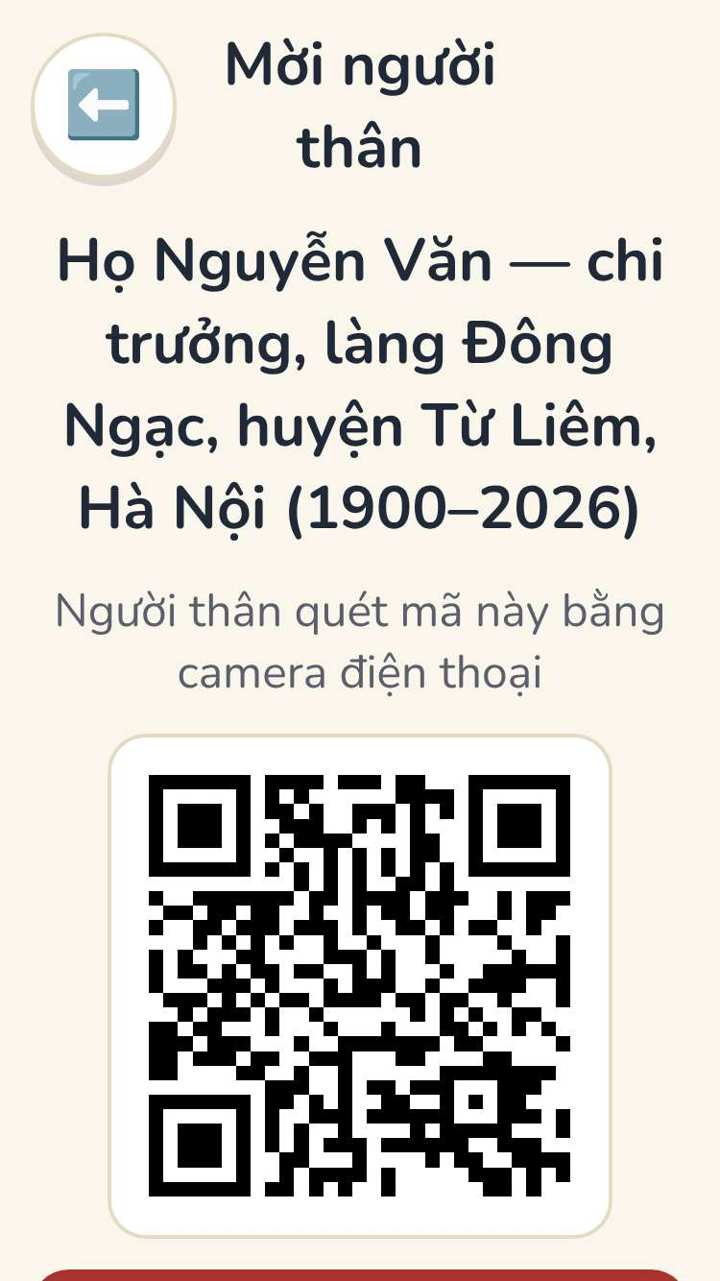 Mời người
thân
Họ Nguyễn Văn — chi
trưởng, làng Đông
Ngạc, huyện Từ Liêm,
Hà Nội (1900–2026)
Người thân quét mã này bằng
camera điện thoại